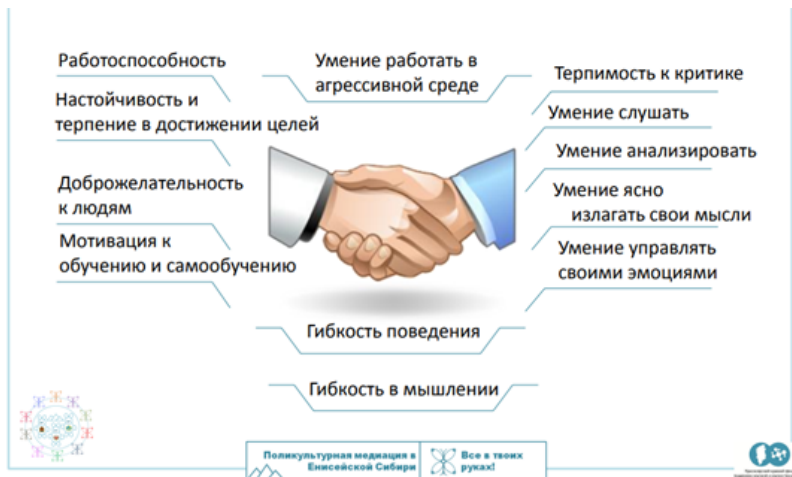 Работоспособность
Настойчивость и
терпение в достижении целей
Доброжелательность
к людям
Мотивация к
обучению и самообучению
Умение работать в
агрессивной среде
Терпимость к критике
Умение слушать
Умение анализировать
Умение ясно
излагать свои мысли
Умение управлять
своими эмоциями
Гибкость поведения
Гибкость в мышлении
Поликультурная медиация в
Енисейской Сибири
Все в твоих
руках!